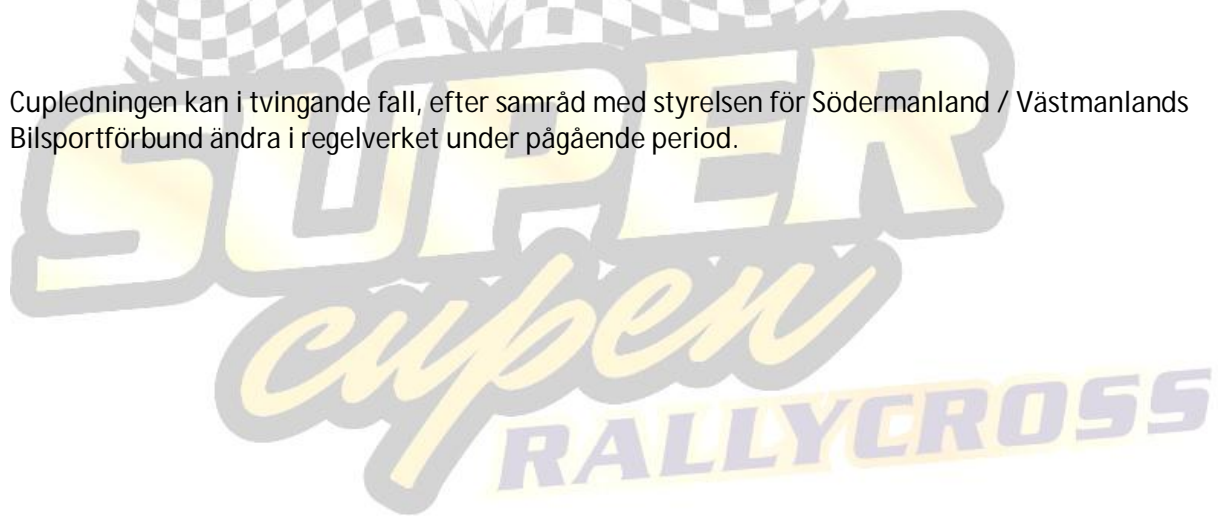 Cupledningen kan i tvingande fall, efter samråd med styrelsen för Södermanland / Västmanlands
Bilsportförbund ändra i regelverket under pågående period.
SUPER
cupen
RALLYCROSS